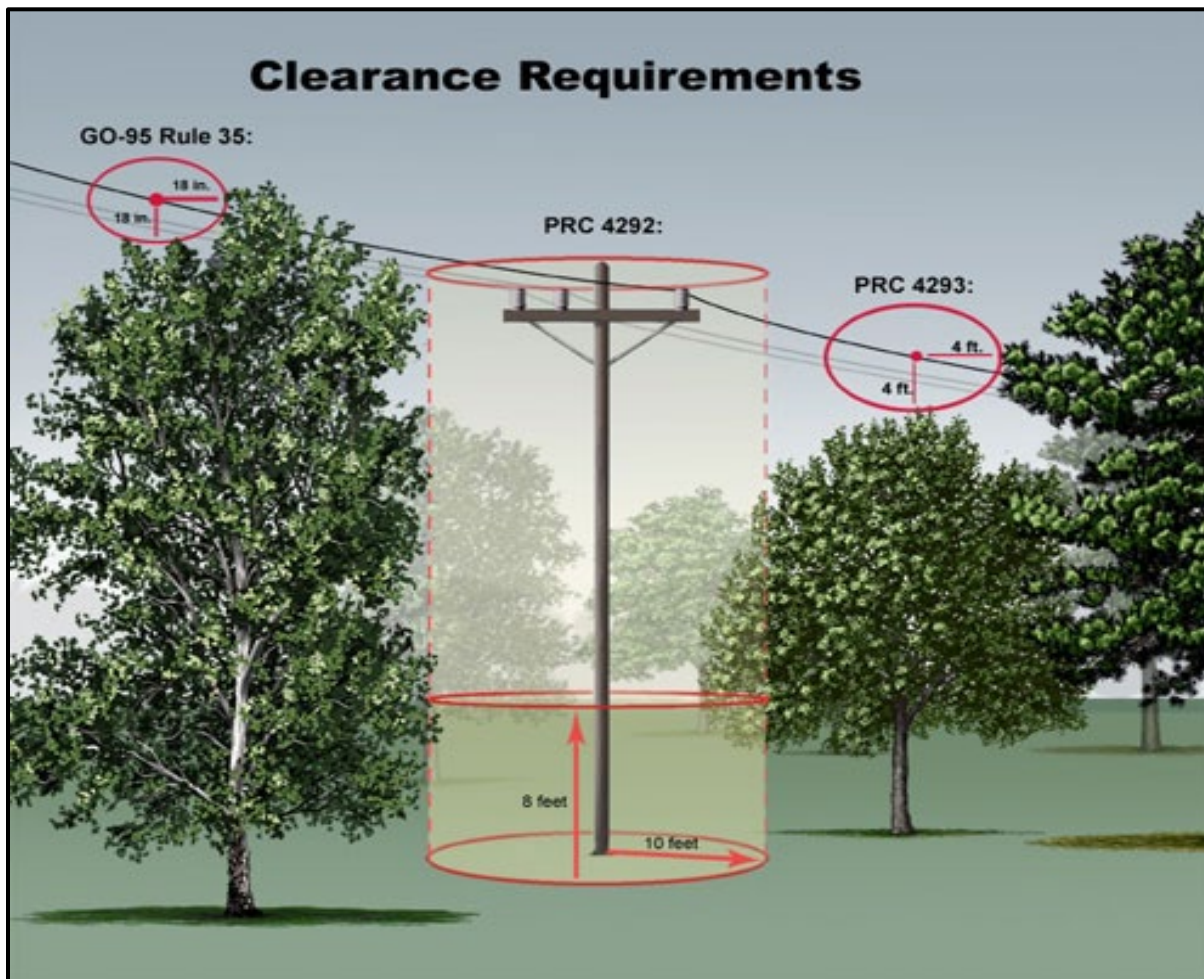 Clearance Requirements
GO-95 Rule 35:
18 in.
18 in.
PRC 4292:
PRC 4293:
4 ft.
4 ft.
8 feet
10 feet